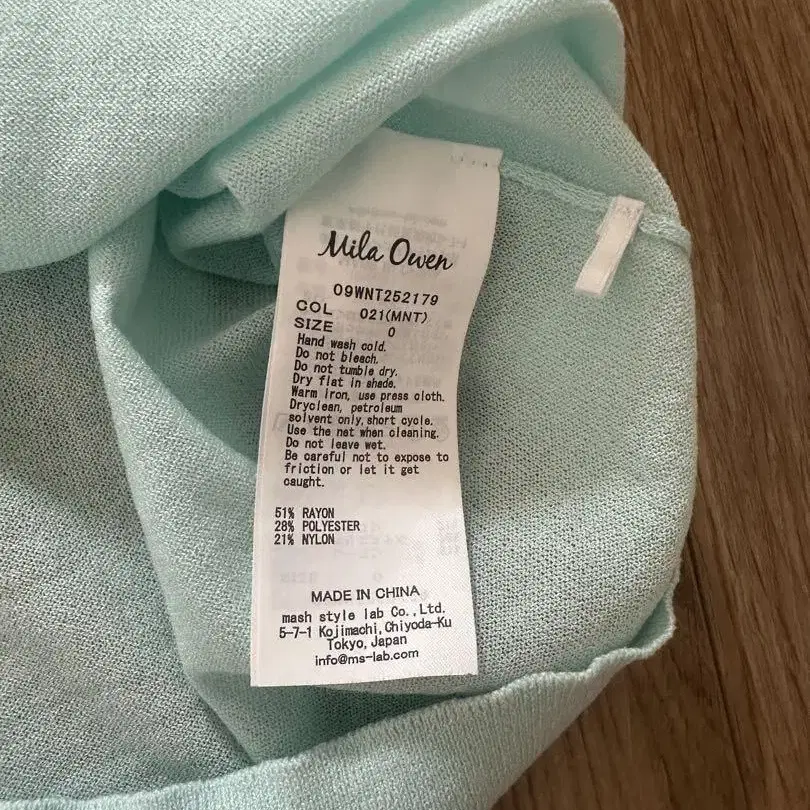 Mila Owen
09WNT252179
COL 021(MNT)
SIZE 0
Hand wash cold.
Do not bleach.
Do not tumble dry.
Dry flat in shade.
Warm iron, use press cloth.
Dryclean, petroleum
solvent only, short cycle.
Use the net when cleaning.
Do not leave wet.
Be careful not to expose to
friction or let it get
caught.
51% RAYON
28% POLYESTER
21% NYLON
MADE IN CHINA
mash style lab Co.,Ltd.
5-7-1 Kojimachi,Chiyoda-Ku
Tokyo,Japan
info@ms-lab.com